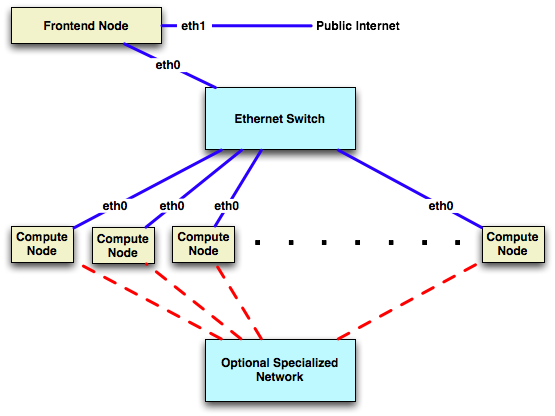 Frontend Node
eth1
Public Internet
eth0
Ethernet Switch
eth0
eth0
eth0
eth0
Compute
Node
Compute
Node
Compute
Node
Compute
Node
Optional Specialized
Network